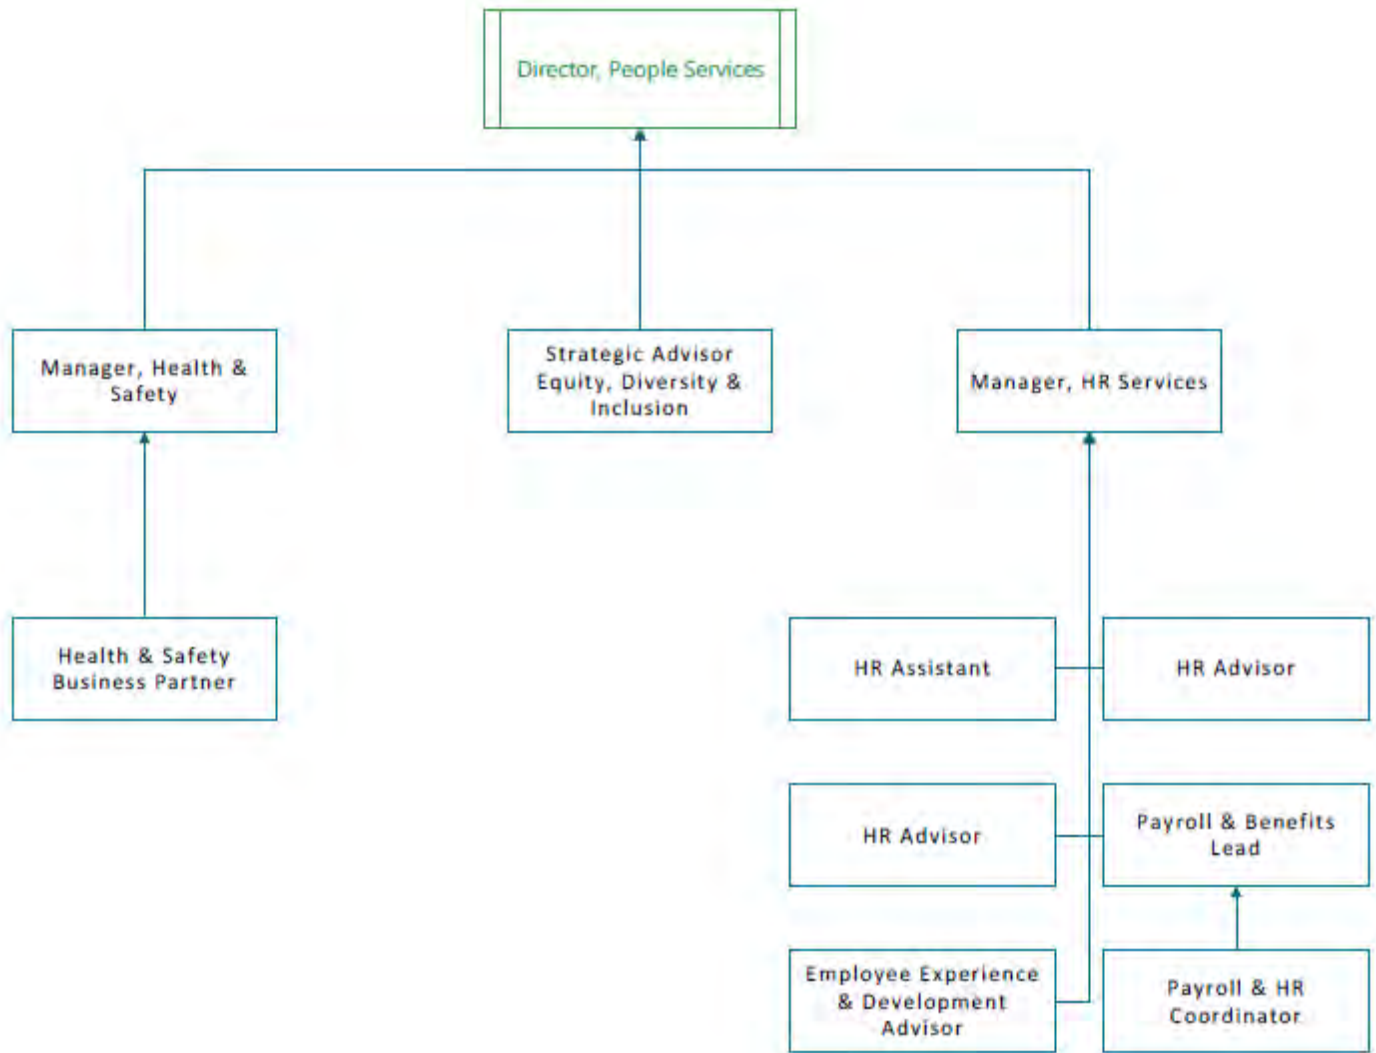 Director, People Services
Manager, Health &
Safety
Strategic Advisor
Equity, Diversity &
Inclusion
Manager, HR Services
Health & Safety
Business Partner
HR Assistant
HR Advisor
HR Advisor
Payroll & Benefits
Lead
Employee Experience
& Development
Advisor
Payroll & HR
Coordinator